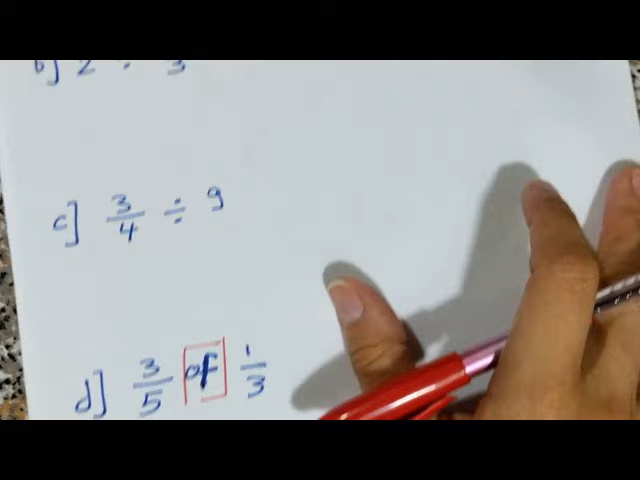 c] 3/4 ÷ 9
d] 3/5 of 1/3